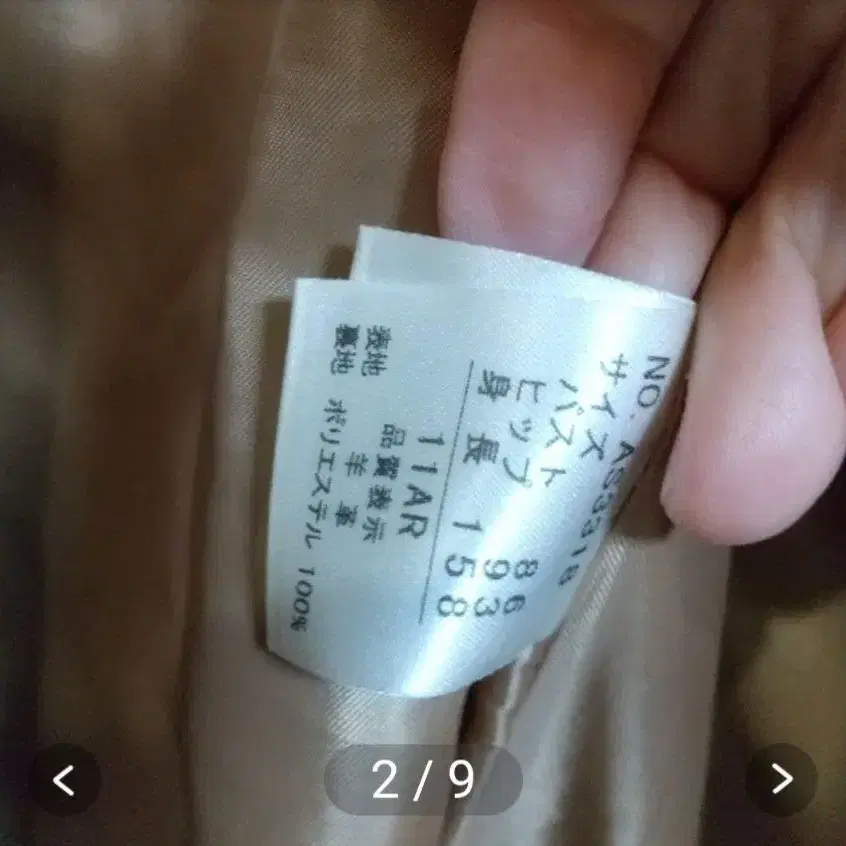 NO. AS3318
サイズ
バスト 86
ヒップ 93
身長 158
11AR
品質表示
表地 羊革
裏地 ポリエステル 100%
2 / 9